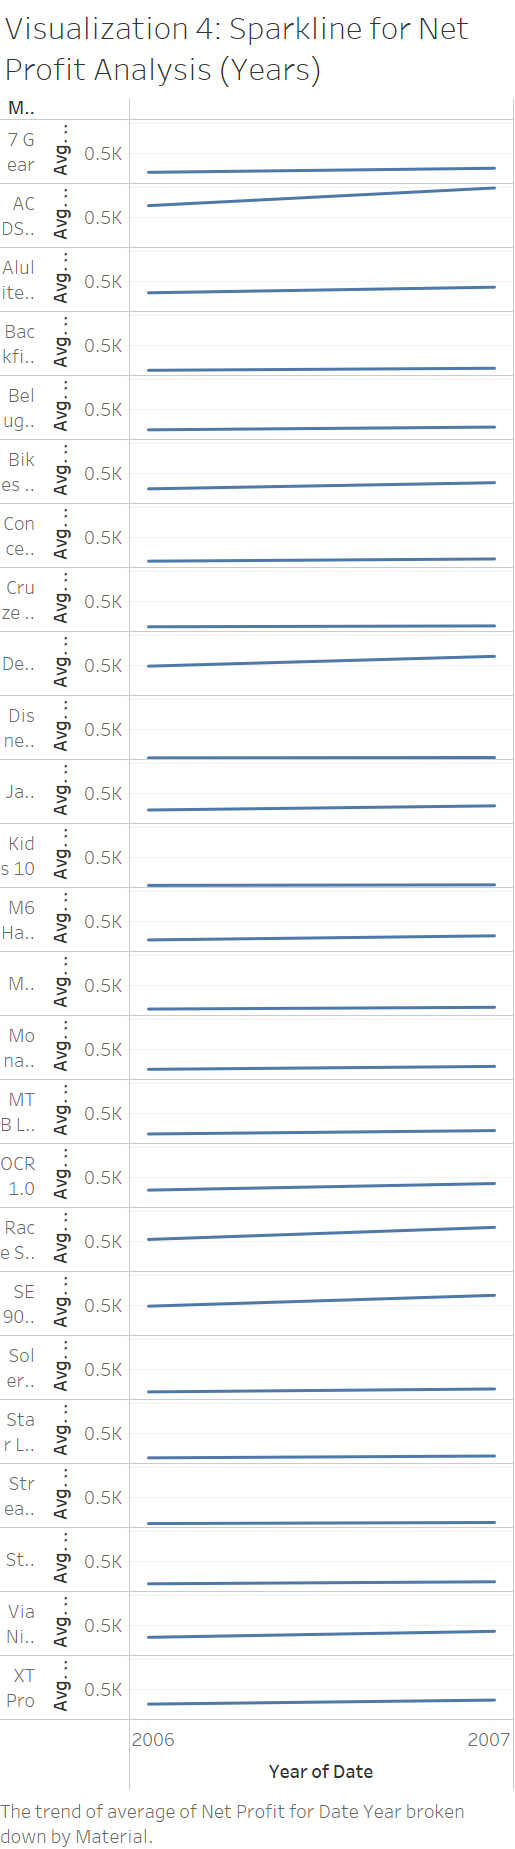 Visualization 4: Sparkline for Net
Profit Analysis (Years)
M..
7 G
ear
Avg...
0.5K
AC
DS..
Avg...
0.5K
Alul
ite..
Avg...
0.5K
Bac
kfi..
Avg...
0.5K
Bel
ug..
Avg...
0.5K
Bik
es ..
Avg...
0.5K
Con
ce..
Avg...
0.5K
Cru
ze ..
Avg...
0.5K
De..
Avg...
0.5K
Dis
ne..
Avg...
0.5K
Ja..
Avg...
0.5K
Kid
s 10
Avg...
0.5K
M6
Ha..
Avg...
0.5K
M..
Avg...
0.5K
Mo
na..
Avg...
0.5K
MT
B L..
Avg...
0.5K
OCR
1.0
Avg...
0.5K
Rac
e S..
Avg...
0.5K
SE
90..
Avg...
0.5K
Sol
er..
Avg...
0.5K
Sta
r L..
Avg...
0.5K
Str
ea..
Avg...
0.5K
St..
Avg...
0.5K
Via
Ni..
Avg...
0.5K
XT
Pro
Avg...
0.5K
2006 2007
Year of Date
The trend of average of Net Profit for Date Year broken
down by Material.